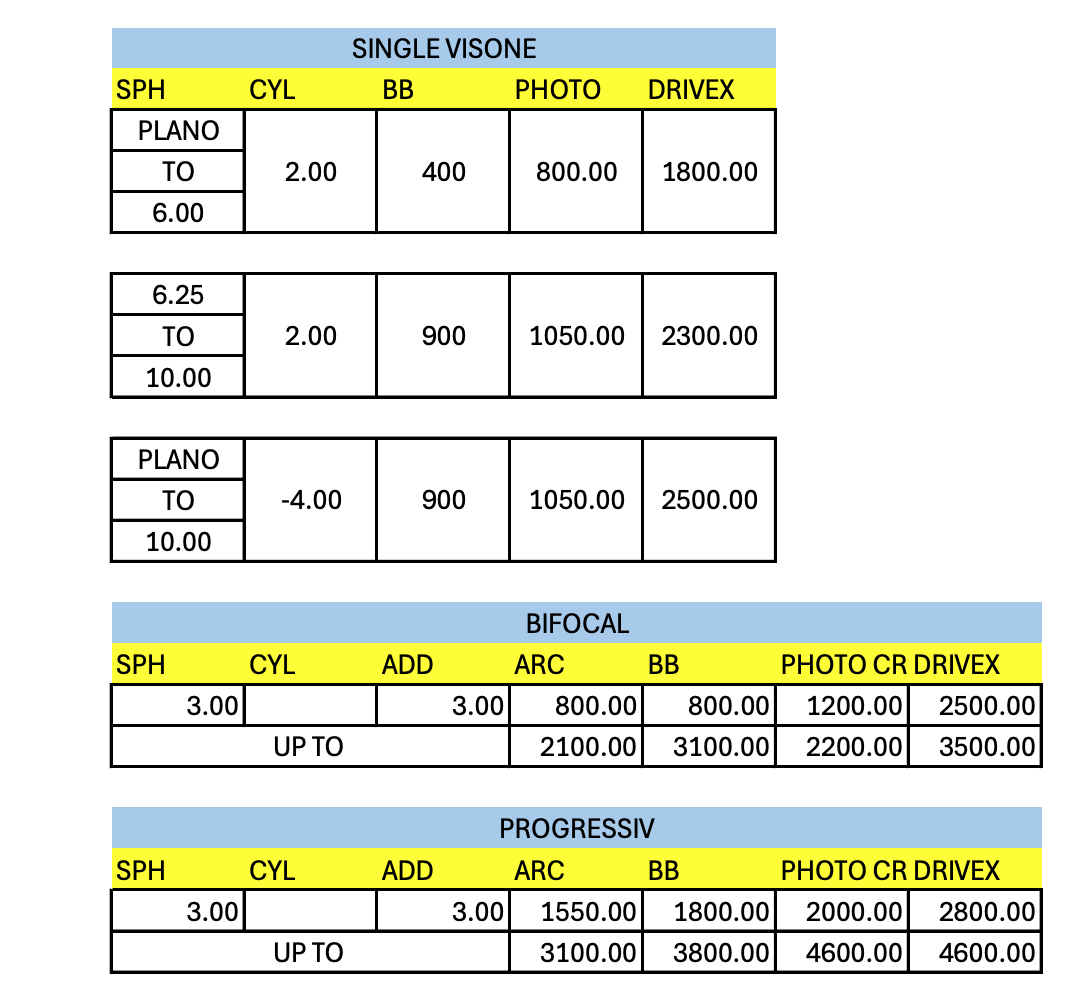 SINGLE VISONE
SPH CYL BB PHOTO DRIVEX
PLANO
TO 2.00 400 800.00 1800.00
6.00
6.25
TO 2.00 900 1050.00 2300.00
10.00
PLANO
TO -4.00 900 1050.00 2500.00
10.00
BIFOCAL
SPH CYL ADD ARC BB PHOTO CR DRIVEX
3.00 3.00 800.00 800.00 1200.00 2500.00
UP TO 2100.00 3100.00 2200.00 3500.00
PROGRESSIV
SPH CYL ADD ARC BB PHOTO CR DRIVEX
3.00 3.00 1550.00 1800.00 2000.00 2800.00
UP TO 3100.00 3800.00 4600.00 4600.00